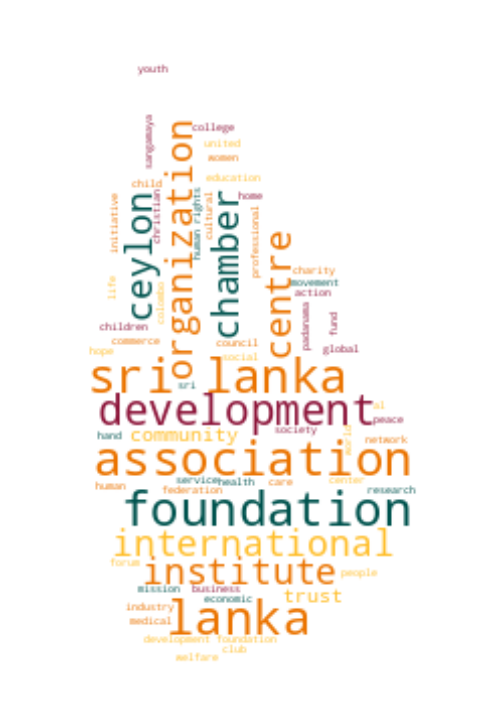 youth
sangamaya
organization
college
united
women
education
child
christian
human rights
cultural
home
initiative
ceylon
chamber
professional
centre
life
colombo
charity
movement
action
padanama
fund
children
commerce
council
global
hope
social
sri lanka
sri
development
al
peace
hand
community
society
world
network
association
human
service
health
care
center
federation
research
foundation
international
forum
institute
people
mission
business
economic
trust
industry
medical
lanka
development foundation
club
welfare